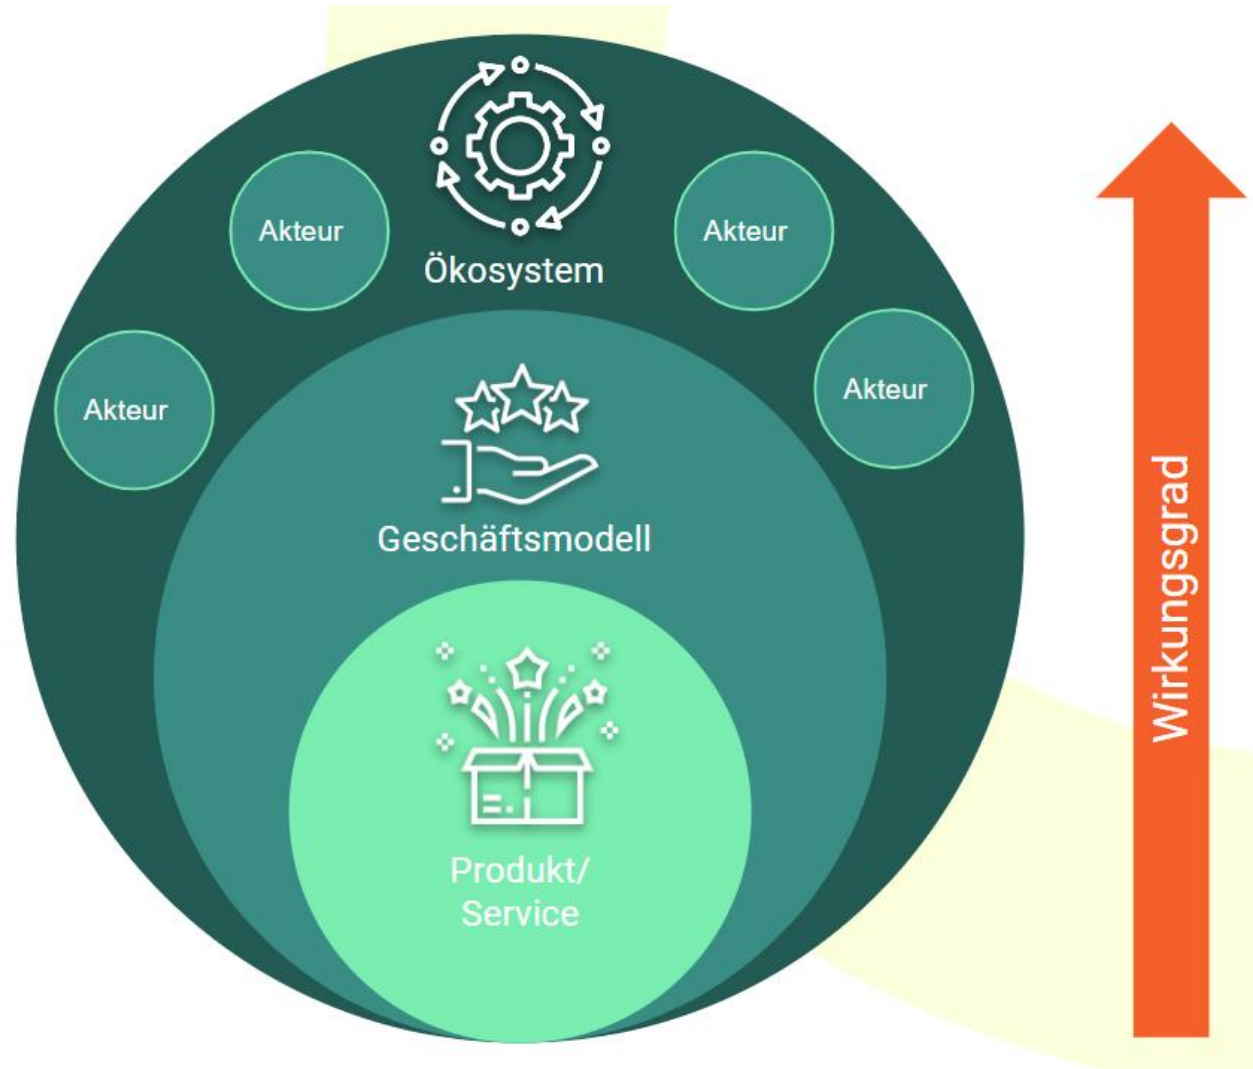 Ökosystem
Akteur
Akteur
Akteur
Akteur
Geschäftsmodell
Produkt/
Service
Wirkungsgrad